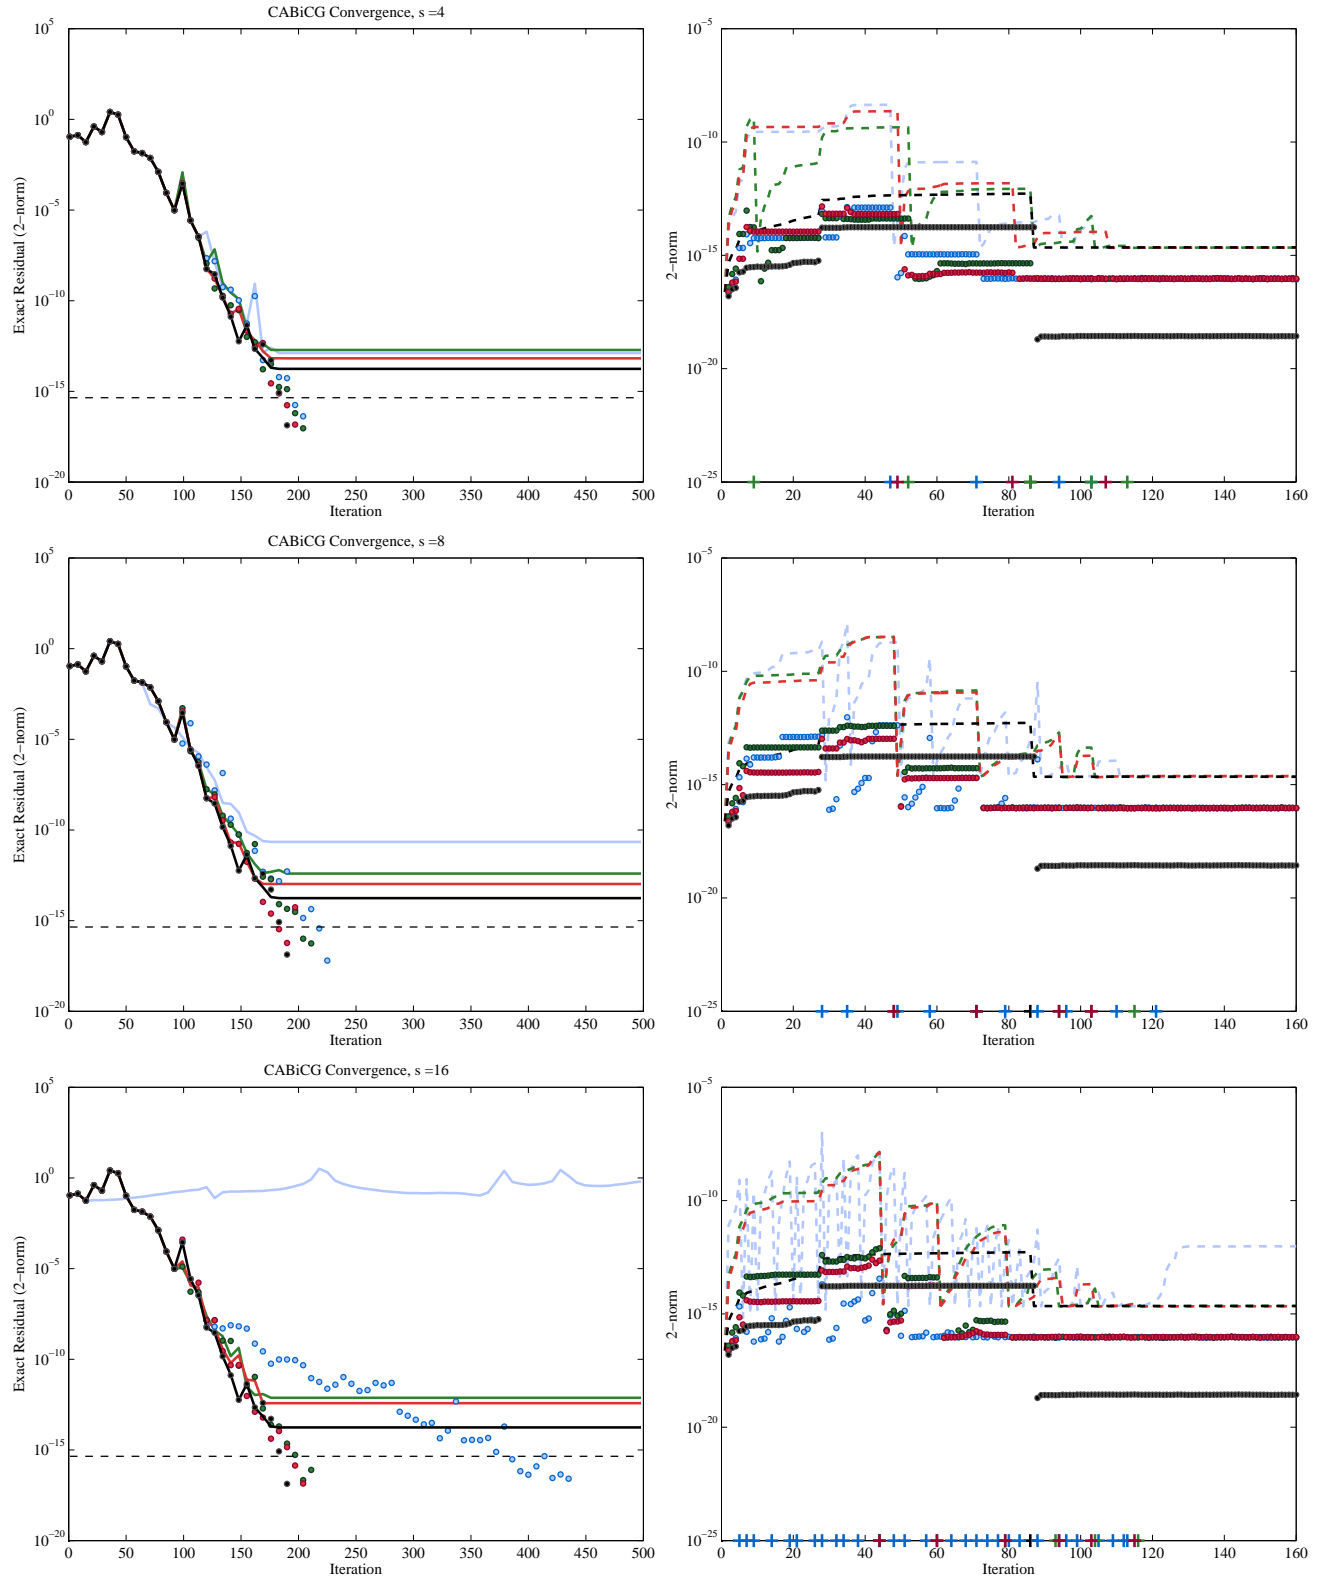 CABiCG Convergence, s =4
10^5
10^0
10^−5
10^−10
10^−15
10^−20
Exact Residual (2−norm)
0 50 100 150 200 250 300 350 400 450 500
Iteration
10^−5
10^−10
10^−15
10^−20
10^−25
2−norm
0 20 40 60 80 100 120 140 160
Iteration
CABiCG Convergence, s =8
10^5
10^0
10^−5
10^−10
10^−15
10^−20
Exact Residual (2−norm)
0 50 100 150 200 250 300 350 400 450 500
Iteration
10^−5
10^−10
10^−15
10^−20
10^−25
2−norm
0 20 40 60 80 100 120 140 160
Iteration
CABiCG Convergence, s =16
10^5
10^0
10^−5
10^−10
10^−15
10^−20
Exact Residual (2−norm)
0 50 100 150 200 250 300 350 400 450 500
Iteration
10^−5
10^−10
10^−15
10^−20
10^−25
2−norm
0 20 40 60 80 100 120 140 160
Iteration